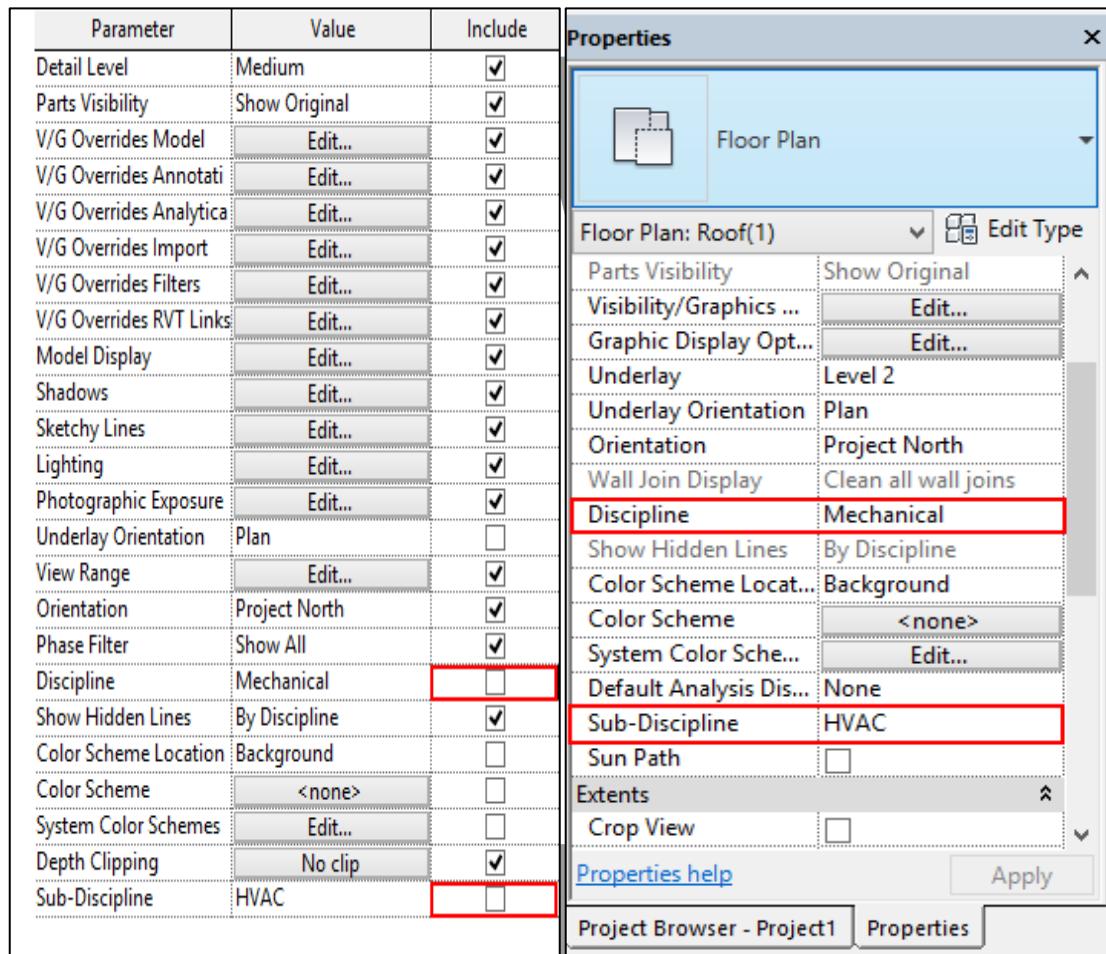 Parameter Value Include
Detail Level Medium
Parts Visibility Show Original
V/G Overrides Model Edit...
V/G Overrides Annotati Edit...
V/G Overrides Analytica Edit...
V/G Overrides Import Edit...
V/G Overrides Filters Edit...
V/G Overrides RVT Links Edit...
Model Display Edit...
Shadows Edit...
Sketchy Lines Edit...
Lighting Edit...
Photographic Exposure Edit...
Underlay Orientation Plan
View Range Edit...
Orientation Project North
Phase Filter Show All
Discipline Mechanical
Show Hidden Lines By Discipline
Color Scheme Location Background
Color Scheme <none>
System Color Schemes Edit...
Depth Clipping No clip
Sub-Discipline HVAC
Properties
Floor Plan
Floor Plan: Roof(1) Edit Type
Parts Visibility Show Original
Visibility/Graphics ... Edit...
Graphic Display Opt... Edit...
Underlay Level 2
Underlay Orientation Plan
Orientation Project North
Wall Join Display Clean all wall joins
Discipline Mechanical
Show Hidden Lines By Discipline
Color Scheme Locat... Background
Color Scheme <none>
System Color Sche... Edit...
Default Analysis Dis... None
Sub-Discipline HVAC
Sun Path
Extents
Crop View
Properties help Apply
Project Browser - Project1 Properties